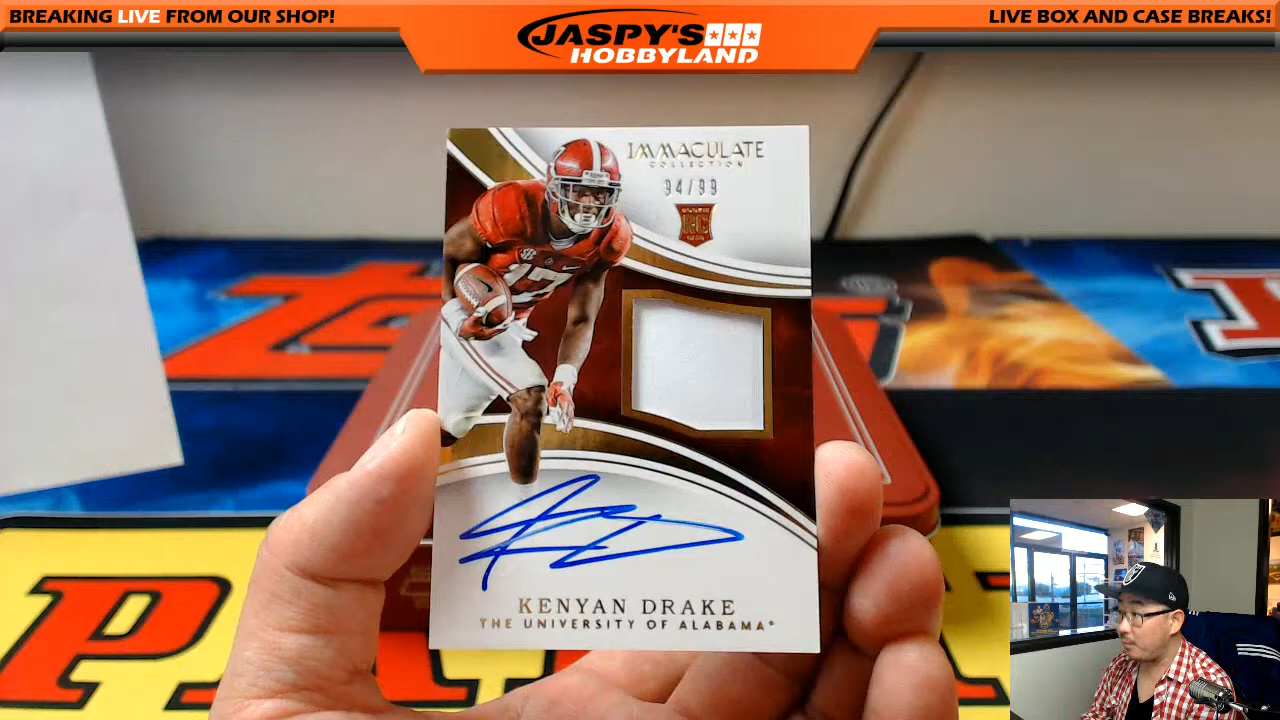 BREAKING LIVE FROM OUR SHOP!
JASPY'S
HOBBYLAND
LIVE BOX AND CASE BREAKS!
IMMACULATE
COLLECTION
94/99
RC
17
KENYAN DRAKE
THE UNIVERSITY OF ALABAMA®